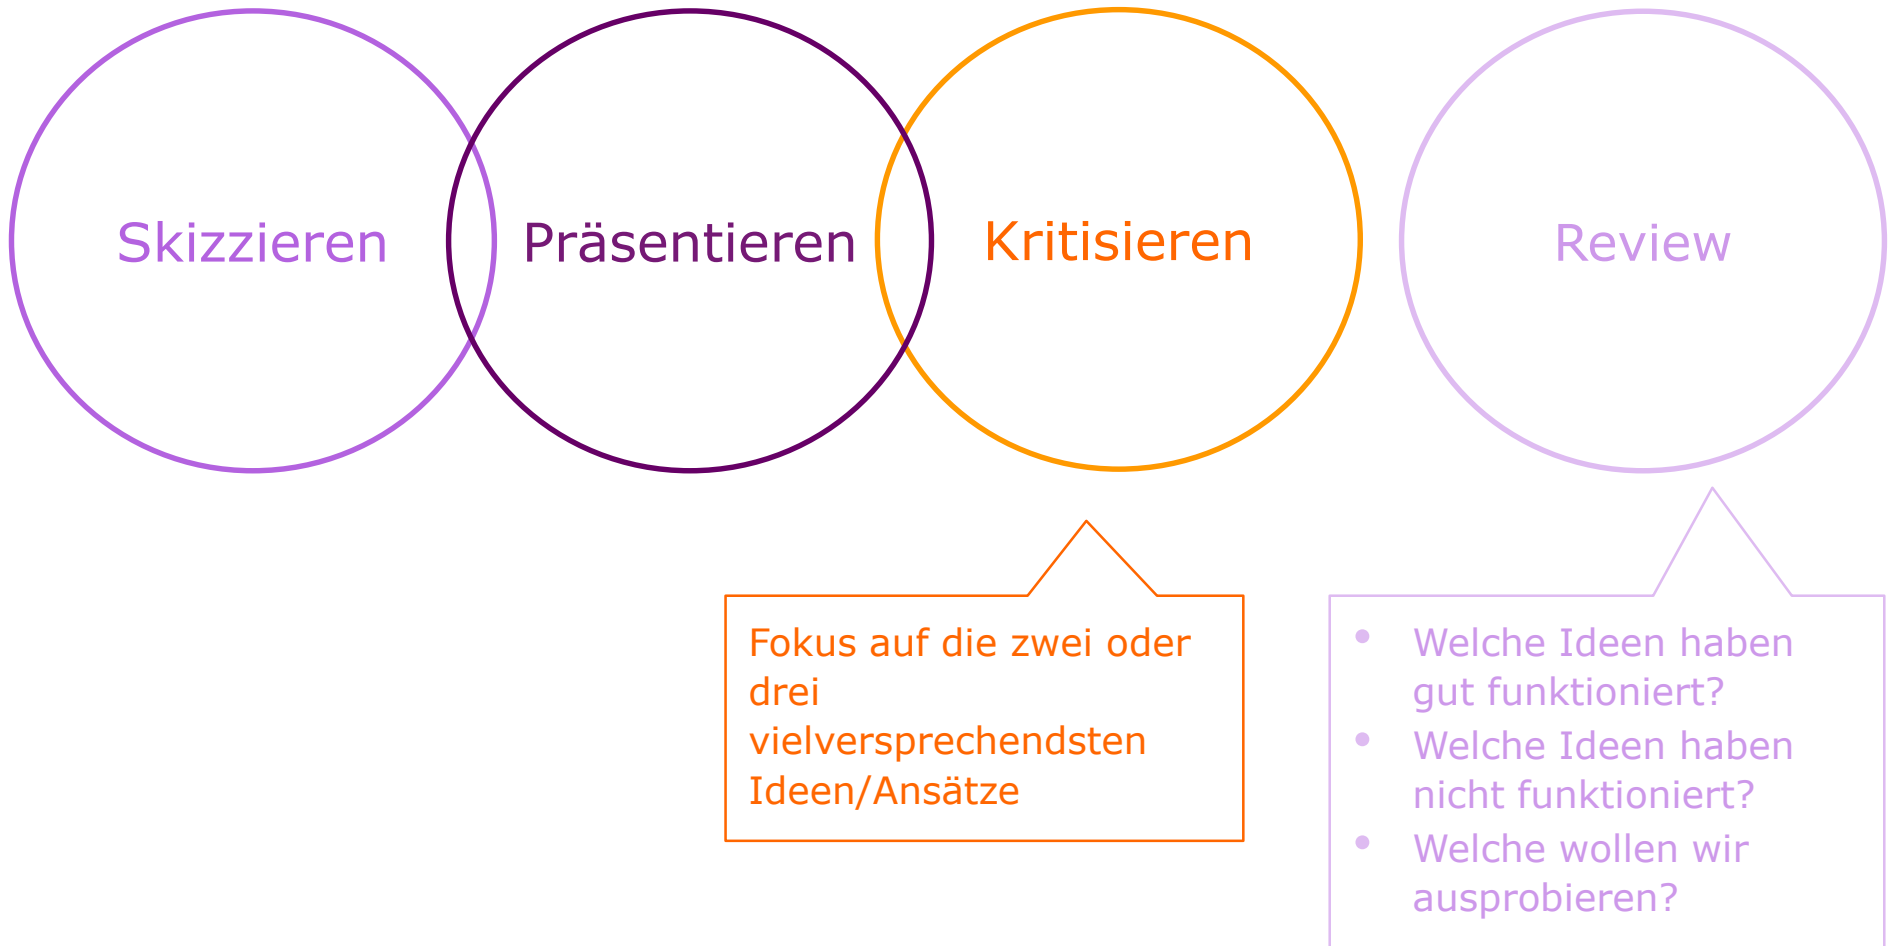 Skizzieren
Präsentieren
Kritisieren
Review
Fokus auf die zwei oder
drei
vielversprechendsten
Ideen/Ansätze
• Welche Ideen haben
gut funktioniert?
• Welche Ideen haben
nicht funktioniert?
• Welche wollen wir
ausprobieren?